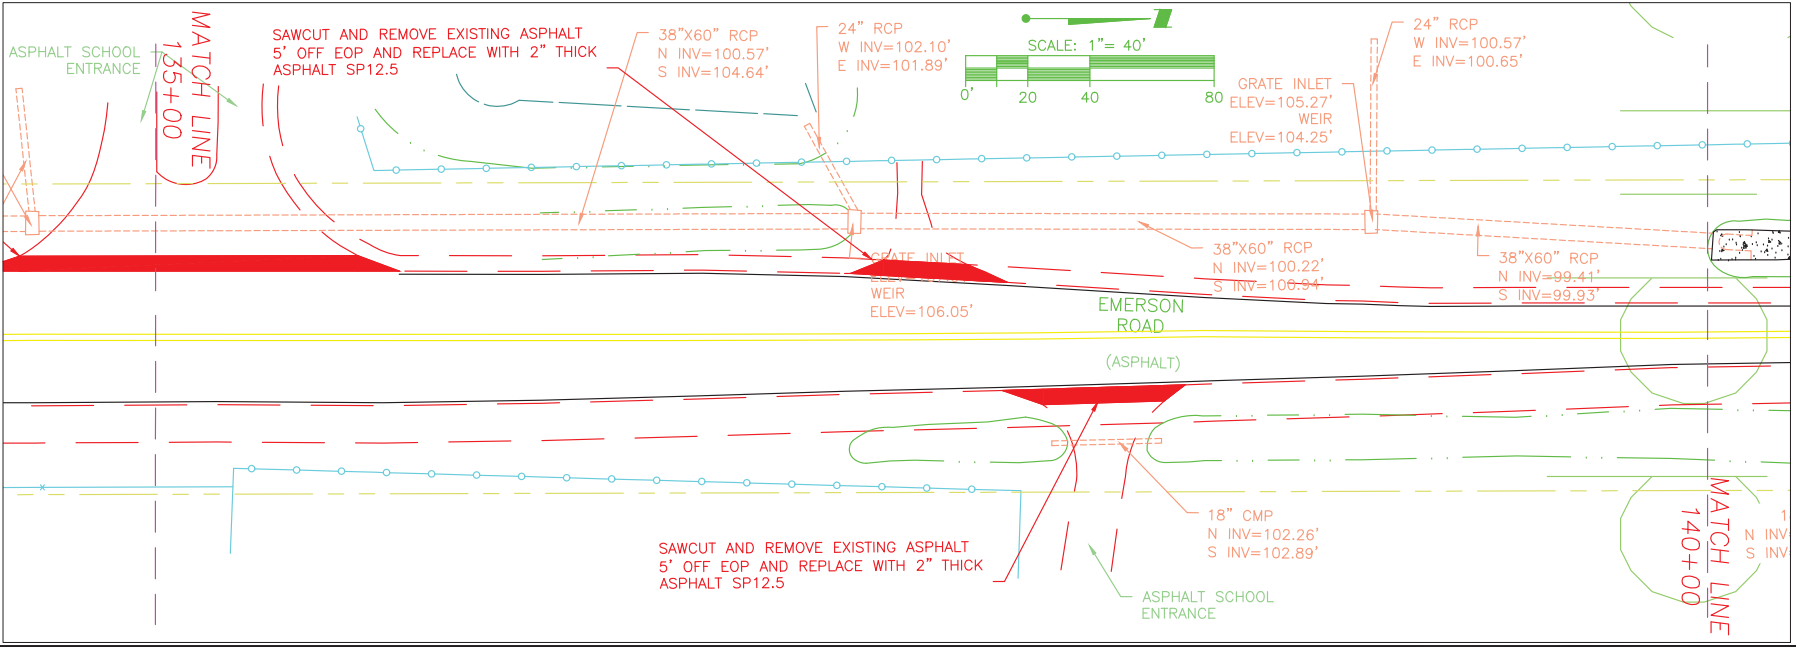 ASPHALT SCHOOL
ENTRANCE
MATCH LINE
135+00
SAWCUT AND REMOVE EXISTING ASPHALT
5' OFF EOP AND REPLACE WITH 2" THICK
ASPHALT SP12.5
38"X60" RCP
N INV=100.57'
S INV=104.64'
24" RCP
W INV=102.10'
E INV=101.89'
SCALE: 1"= 40'
0'
20
40
80
GRATE INLET
ELEV=105.27'
WEIR
ELEV=104.25'
24" RCP
W INV=100.57'
E INV=100.65'
GRATE INLET
WEIR
ELEV=106.05'
38"X60" RCP
N INV=100.22'
S INV=100.94'
38"X60" RCP
N INV=99.41'
S INV=99.93'
EMERSON
ROAD
(ASPHALT)
18" CMP
N INV=102.26'
S INV=102.89'
SAWCUT AND REMOVE EXISTING ASPHALT
5' OFF EOP AND REPLACE WITH 2" THICK
ASPHALT SP12.5
ASPHALT SCHOOL
ENTRANCE
MATCH LINE
140+00
1
N INV
S INV